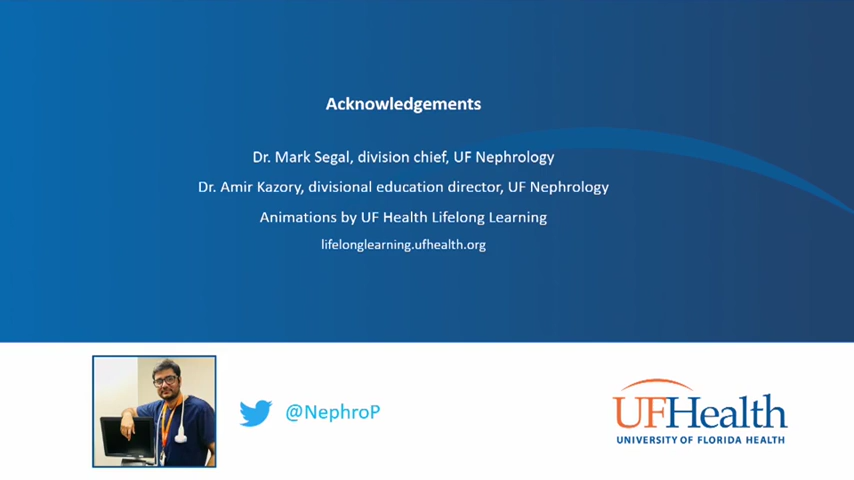 Acknowledgements
Dr. Mark Segal, division chief, UF Nephrology
Dr. Amir Kazory, divisional education director, UF Nephrology
Animations by UF Health Lifelong Learning
lifelonglearning.ufhealth.org
@NephroP
UFHealth
UNIVERSITY OF FLORIDA HEALTH